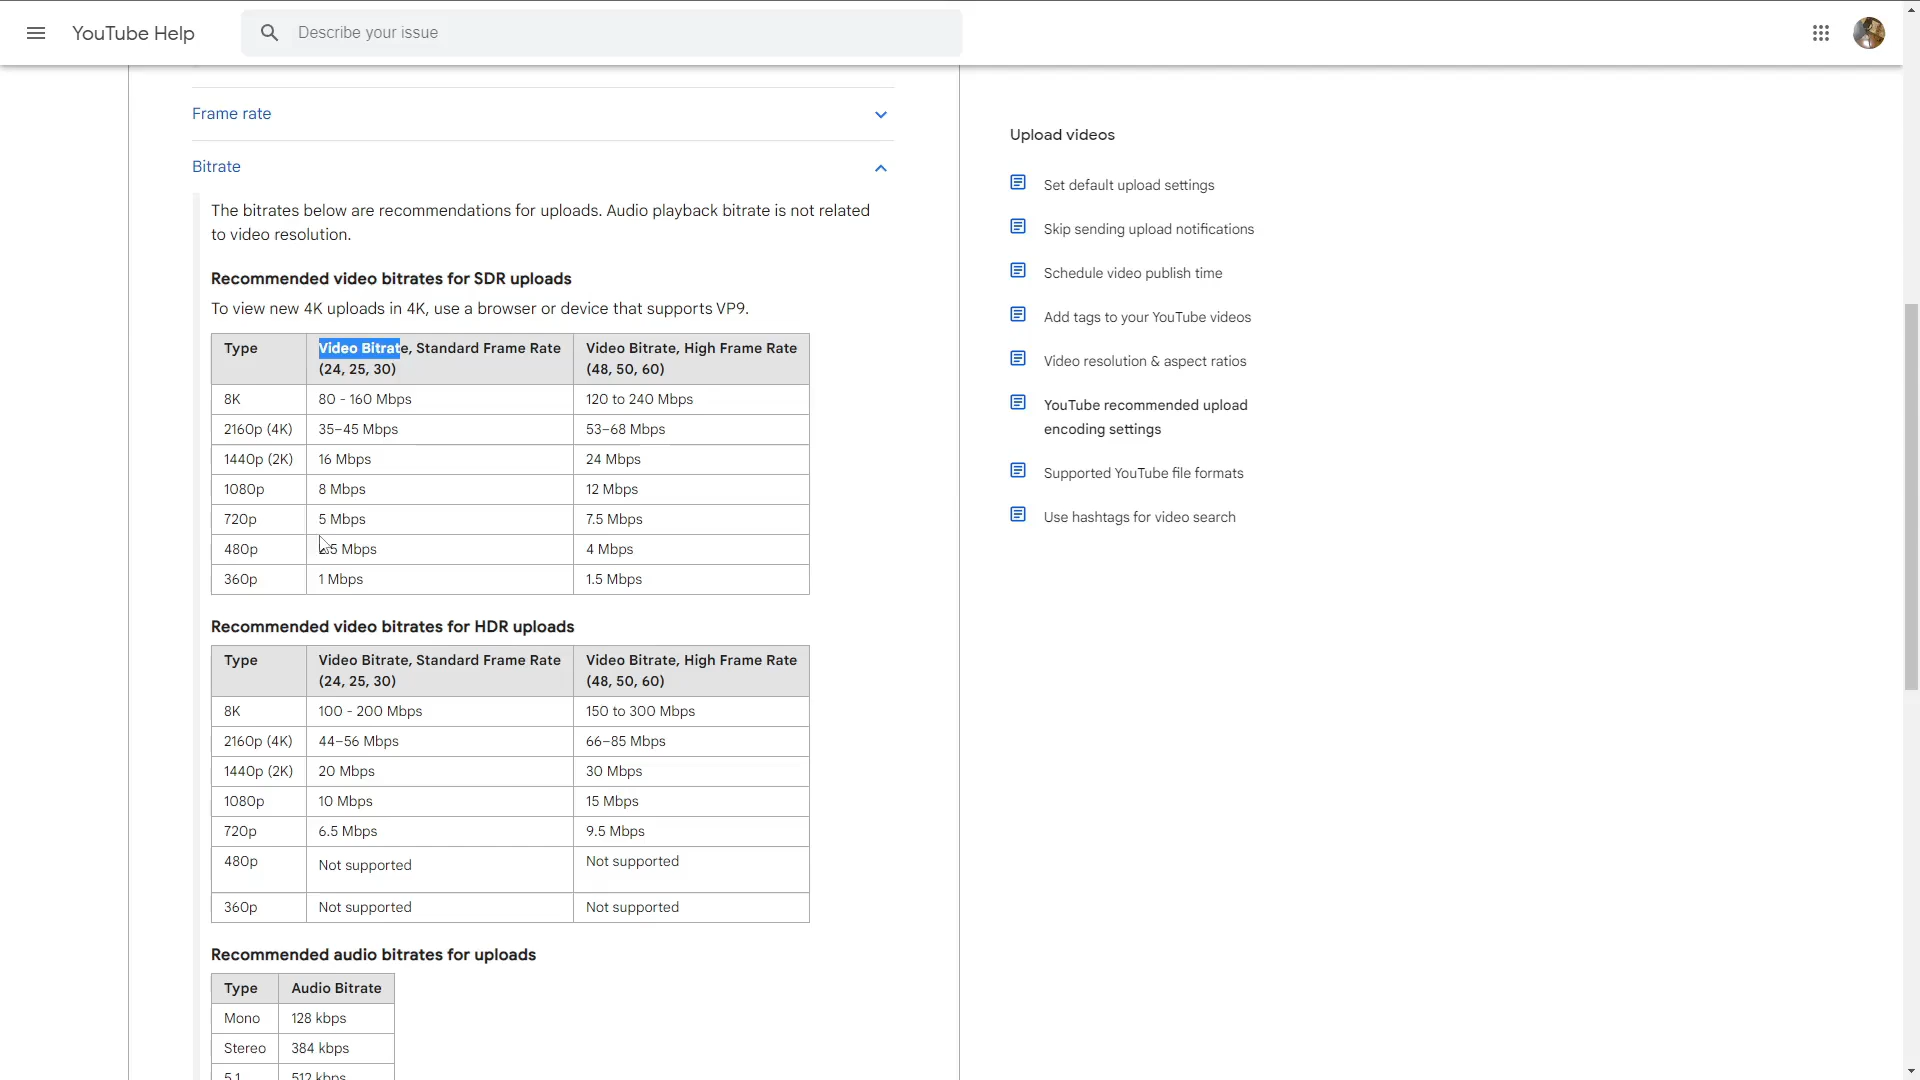 YouTube Help
Describe your issue
Frame rate
Bitrate
The bitrates below are recommendations for uploads. Audio playback bitrate is not related
to video resolution.
Recommended video bitrates for SDR uploads
To view new 4K uploads in 4K, use a browser or device that supports VP9.
Type Video Bitrate, Standard Frame Rate (24, 25, 30) Video Bitrate, High Frame Rate (48, 50, 60)
8K 80 - 160 Mbps 120 to 240 Mbps
2160p (4K) 35–45 Mbps 53–68 Mbps
1440p (2K) 16 Mbps 24 Mbps
1080p 8 Mbps 12 Mbps
720p 5 Mbps 7.5 Mbps
480p Mbps 4 Mbps
360p 1 Mbps 1.5 Mbps
Recommended video bitrates for HDR uploads
Type Video Bitrate, Standard Frame Rate (24, 25, 30) Video Bitrate, High Frame Rate (48, 50, 60)
8K 100 - 200 Mbps 150 to 300 Mbps
2160p (4K) 44–56 Mbps 66–85 Mbps
1440p (2K) 20 Mbps 30 Mbps
1080p 10 Mbps 15 Mbps
720p 6.5 Mbps 9.5 Mbps
480p Not supported Not supported
360p Not supported Not supported
Recommended audio bitrates for uploads
Type Audio Bitrate
Mono 128 kbps
Stereo 384 kbps
5.1 512 kbps
Upload videos
Set default upload settings
Skip sending upload notifications
Schedule video publish time
Add tags to your YouTube videos
Video resolution & aspect ratios
YouTube recommended upload
encoding settings
Supported YouTube file formats
Use hashtags for video search